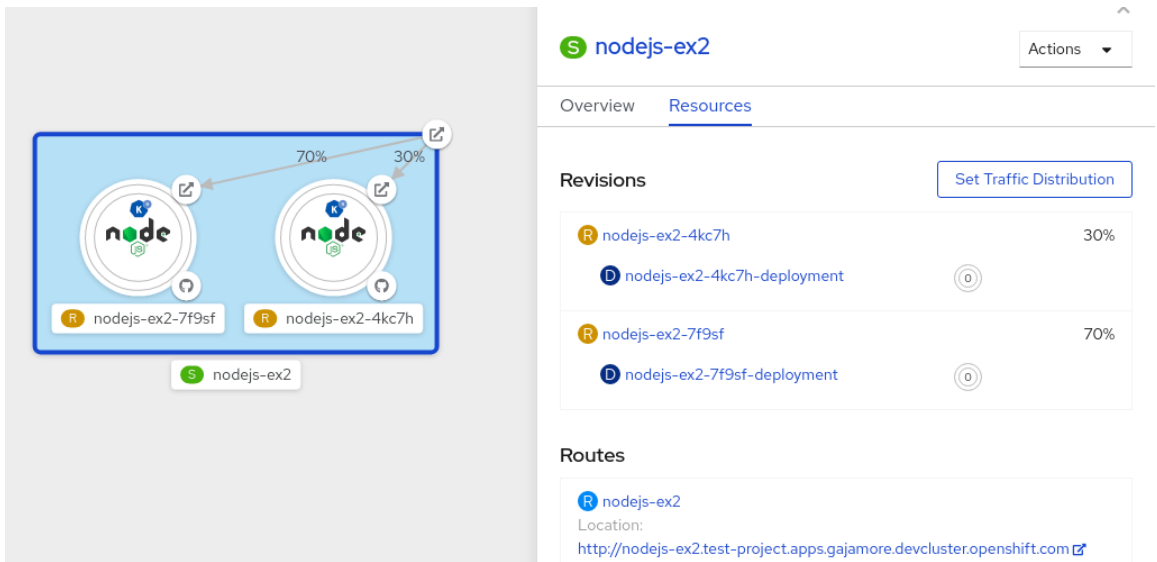 70%
30%
K
node
JS
K
node
JS
R nodejs-ex2-7f9sf
R nodejs-ex2-4kc7h
S nodejs-ex2
S nodejs-ex2
Actions
Overview
Resources
Revisions
Set Traffic Distribution
R nodejs-ex2-4kc7h
30%
D nodejs-ex2-4kc7h-deployment
0
R nodejs-ex2-7f9sf
70%
D nodejs-ex2-7f9sf-deployment
0
Routes
R nodejs-ex2
Location:
http://nodejs-ex2.test-project.apps.gajamore.devcluster.openshift.com